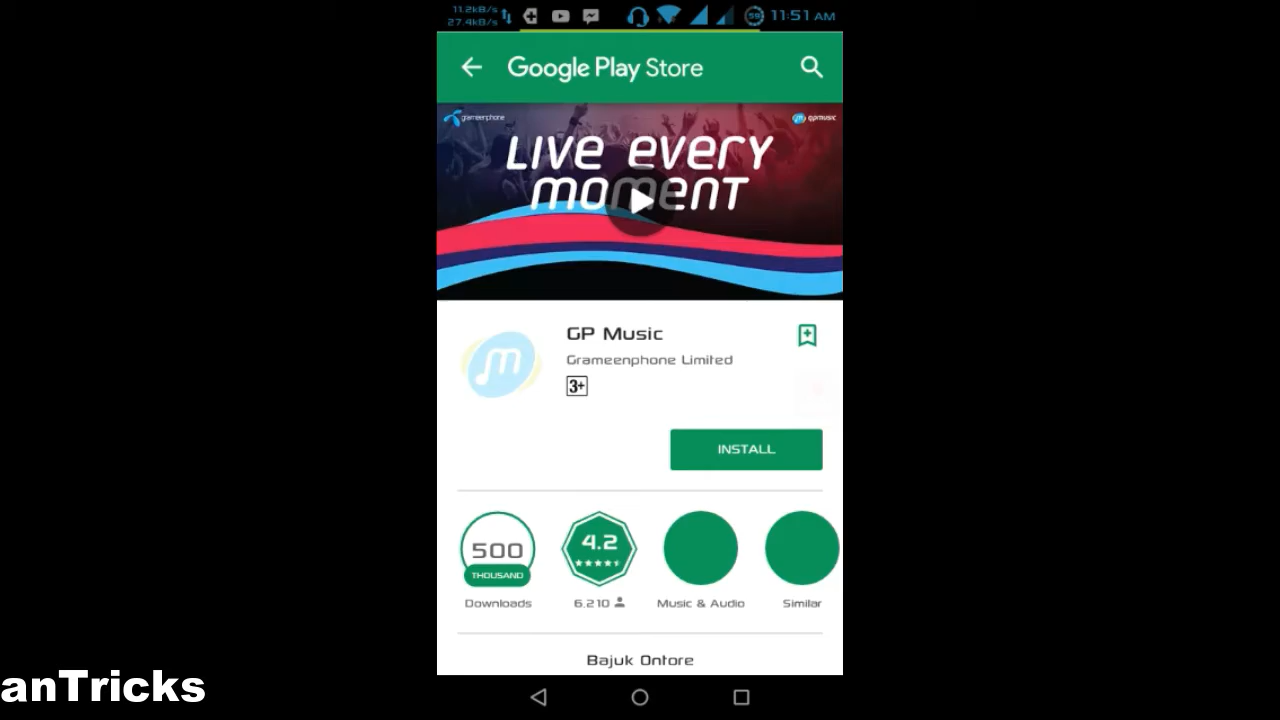 11.2kB/s
27.4kB/s
59
11:51 AM
Google Play Store
grameenphone
gpmusic
LIVE EVERY
MOMENT
GP Music
Grameenphone Limited
3+
INSTALL
500
THOUSAND
4.2
Downloads
6,210
Music & Audio
Similar
Bajuk Ontore
anTricks